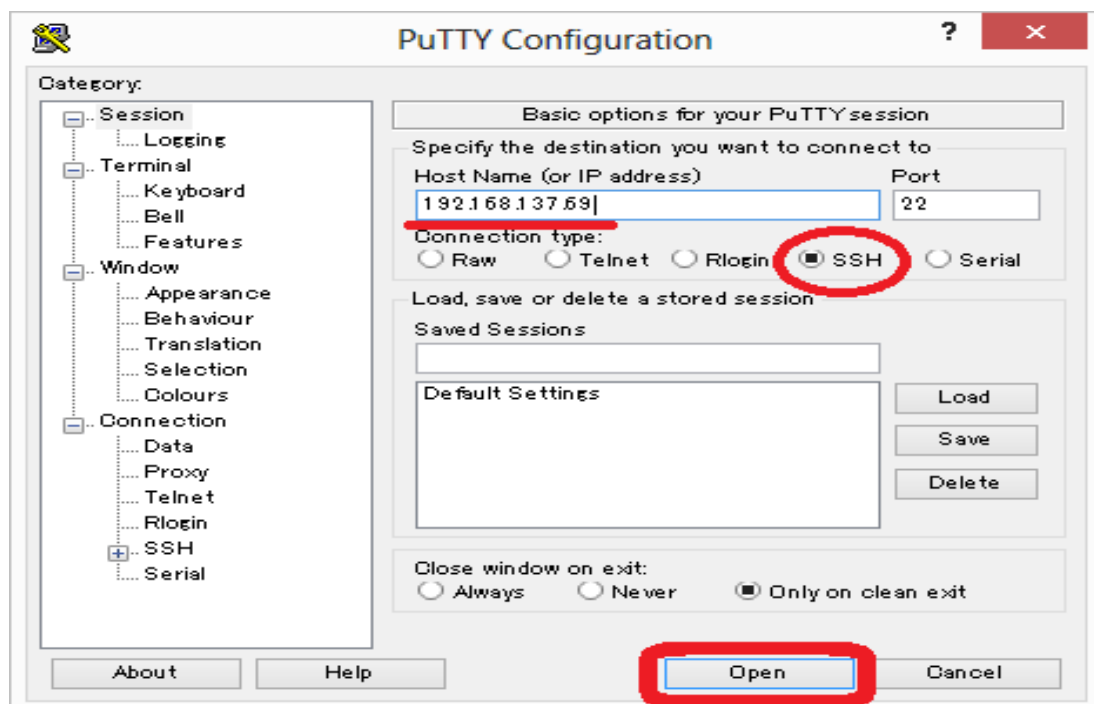 PuTTY Configuration
?
Category:
Session
Logging
Terminal
Keyboard
Bell
Features
Window
Appearance
Behaviour
Translation
Selection
Colours
Connection
Data
Proxy
Telnet
Rlogin
SSH
Serial
Basic options for your PuTTY session
Specify the destination you want to connect to
Host Name (or IP address) Port
192.168.137.69 22
Connection type:
Raw Telnet Rlogin SSH Serial
Load, save or delete a stored session
Saved Sessions
Default Settings
Load
Save
Delete
Close window on exit:
Always Never Only on clean exit
About Help Open Cancel